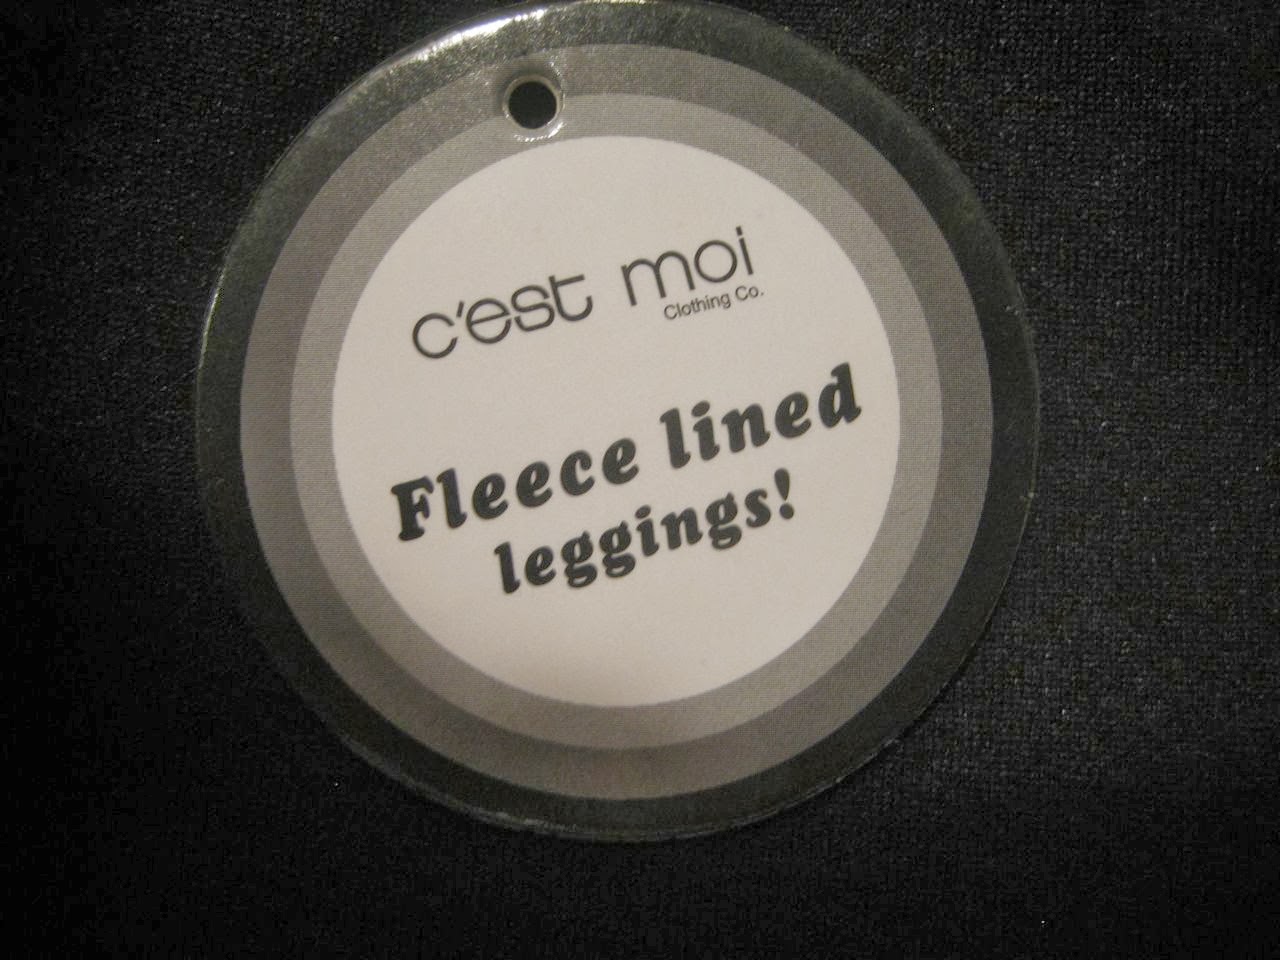 c'est moi
Clothing Co.
Fleece lined
leggings!